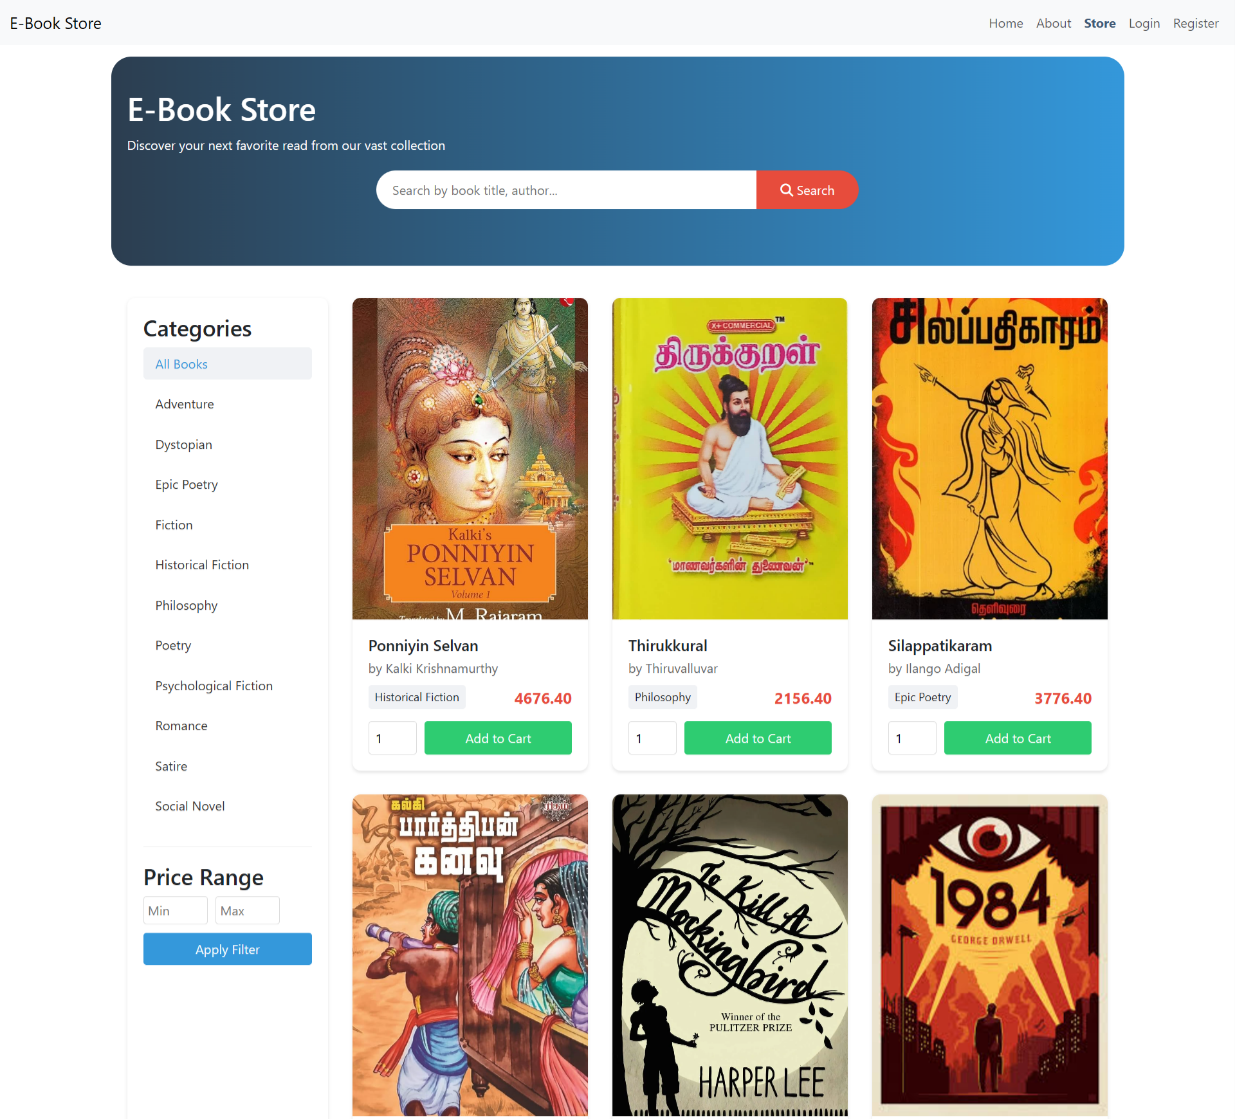 E-Book Store
Home About Store Login Register
E-Book Store
Discover your next favorite read from our vast collection
Search by book title, author...
Search
Categories
All Books
Adventure
Dystopian
Epic Poetry
Fiction
Historical Fiction
Philosophy
Poetry
Psychological Fiction
Romance
Satire
Social Novel
Price Range
Min Max
Apply Filter
Kalki's
PONNIYIN
SELVAN
Volume 1
Translated by M. Rajaram
Ponniyin Selvan
by Kalki Krishnamurthy
Historical Fiction 4676.40
1 Add to Cart
X+ COMMERCIAL™
திருக்குறள்
'மாணவர்களின் துணைவன்'
Thirukkural
by Thiruvalluvar
Philosophy 2156.40
1 Add to Cart
சிலப்பதிகாரம்
தெளிவுரை
Silappatikaram
by Ilango Adigal
Epic Poetry 3776.40
1 Add to Cart
கல்கி
பார்த்திபன்
கனவு
To Kill A
Mockingbird
Winner of the
PULITZER PRIZE
HARPER LEE
1984
GEORGE ORWELL